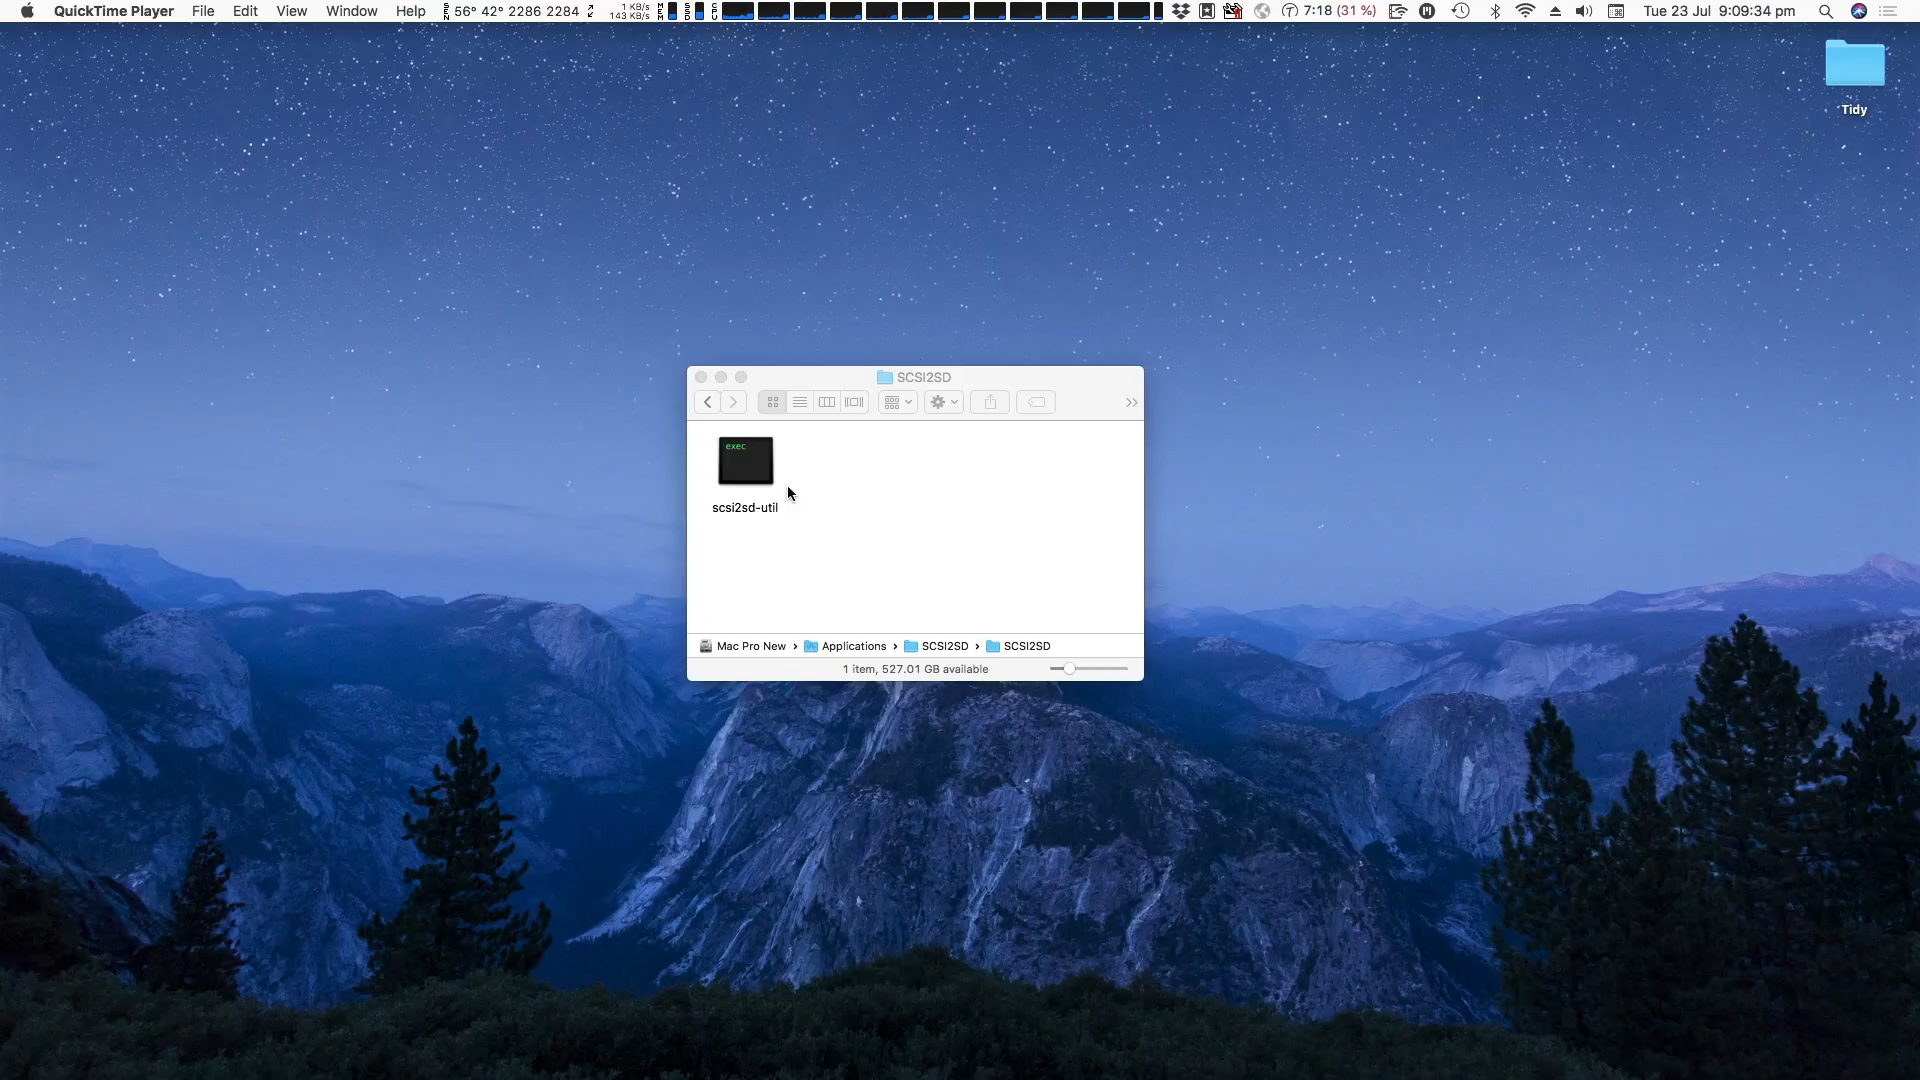 QuickTime Player File Edit View Window Help
56° 42° 2286 2284
1 KB/s
143 KB/s
7:18 (31 %)
Tue 23 Jul 9:09:34 pm
Tidy
SCSI2SD
exec
scsi2sd-util
Mac Pro New › Applications › SCSI2SD › SCSI2SD
1 item, 527.01 GB available